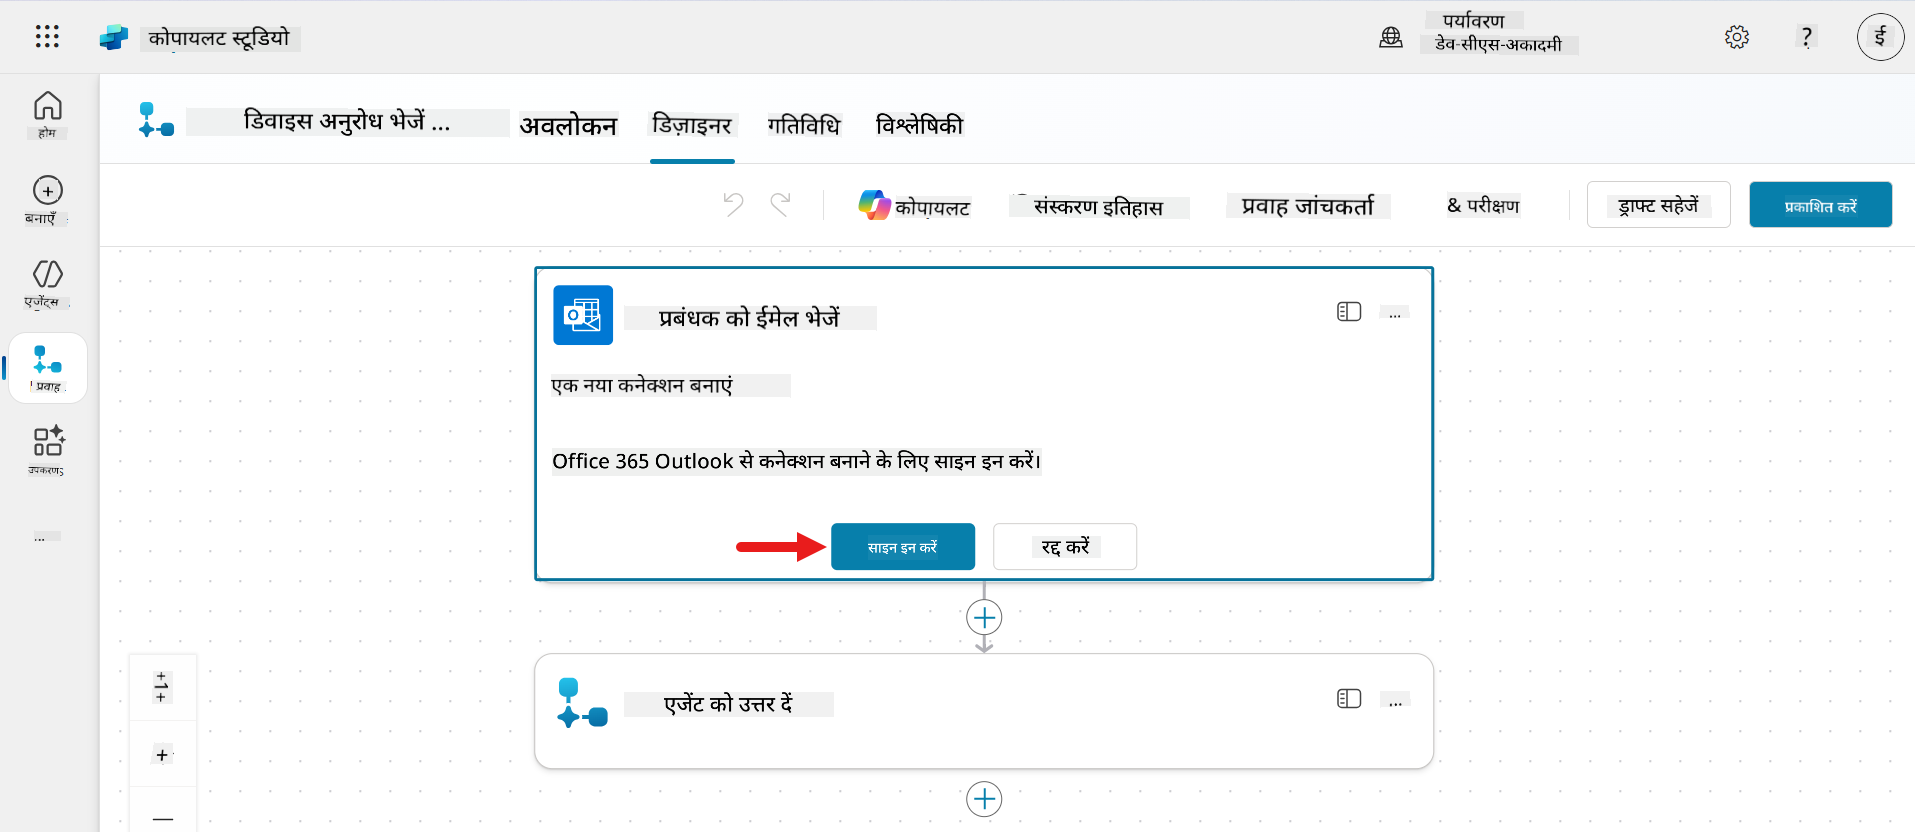 कोपायलट स्टूडियो
पर्यावरण
डेव-सीएस-अकादमी
?
ई
होम
बनाएँ
एजेंट्स
प्रवाह
उपकरण
...
डिवाइस अनुरोध भेजें ...
अवलोकन
डिज़ाइनर
गतिविधि
विश्लेषिकी
कोपायलट
संस्करण इतिहास
प्रवाह जांचकर्ता
& परीक्षण
ड्राफ्ट सहेजें
प्रकाशित करें
प्रबंधक को ईमेल भेजें
...
एक नया कनेक्शन बनाएं
Office 365 Outlook से कनेक्शन बनाने के लिए साइन इन करें।
साइन इन करें
रद्द करें
एजेंट को उत्तर दें
...